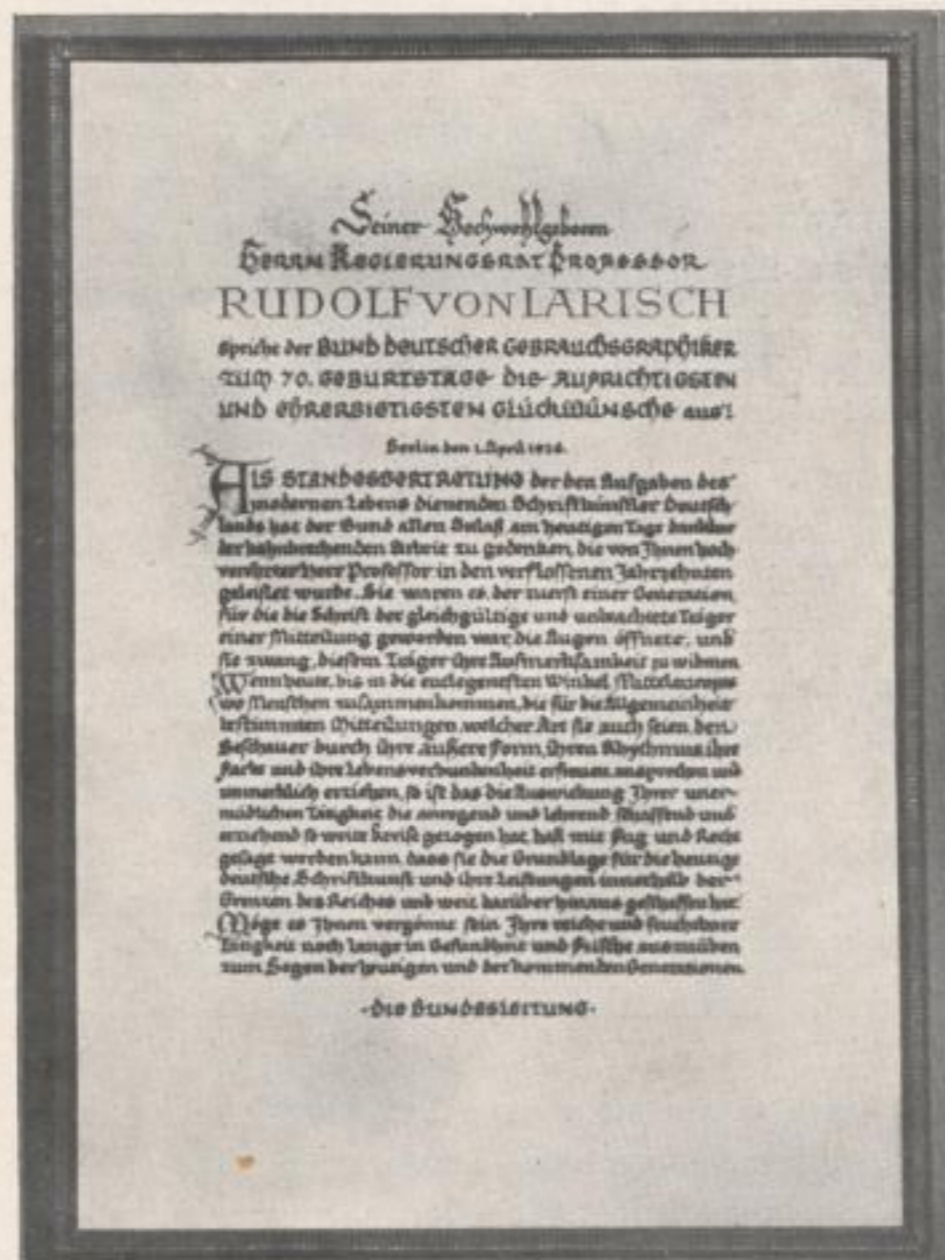 Seiner Hochwohlgeboren
HERRN REGIERUNGSRAT PROFESSOR
RUDOLF VON LARISCH
spricht der BUND DEUTSCHER GEBRAUCHSGRAPHIKER
ZUM 70. GEBURTSTAGE DIE AUFRICHTIGSTEN
UND EHRERBIETIGSTEN GLÜCKWÜNSCHE aus!
Berlin den 1. April 1926.
ALS STANDESVERTRETUNG der den Aufgaben des
modernen Lebens dienenden Schriftkünstler Deutsch
lands hat der Bund allen Anlaß am heutigen Tage dankbar
der bahnbrechenden Arbeit zu gedenken, die von Ihnen hoch
verehrter Herr Professor in den verflossenen Jahrzehnten
geleistet wurde. Sie waren es, der zuerst einer Generation,
für die die Schrift der gleichgültige und unbeachtete Träger
einer Mitteilung geworden war, die Augen öffnete, und
sie zwang, diesem Träger ihre Aufmerksamkeit zu widmen.
Wenn heute, bis in die entlegensten Winkel Mitteleuropas
wo Menschen zusammenkommen, die für die Allgemeinheit
bestimmten Mitteilungen, welcher Art sie auch seien, den
Beschauer durch ihre äußere Form, ihren Rhythmus, ihre
Farbe und ihre Lebensverbundenheit erfreuen, ansprechen und
unmerklich erziehen, so ist das die Auswirkung Ihrer uner-
müdlichen Tätigkeit die anregend und lehrend schaffend und
erziehend so weite Kreise gezogen hat, daß mit Fug und Recht
gesagt werden kann, dass sie die Grundlage für die heutige
deutsche Schriftkunst und ihre Leistungen innerhalb der
Grenzen des Reiches und weit darüber hinaus geschaffen hat.
Möge es Ihnen vergönnt sein Ihre reiche und fruchtbare
Tätigkeit noch lange in Gesundheit und Frische auszuüben
zum Segen der heutigen und der kommenden Generationen.
-DIE BUNDESLEITUNG-